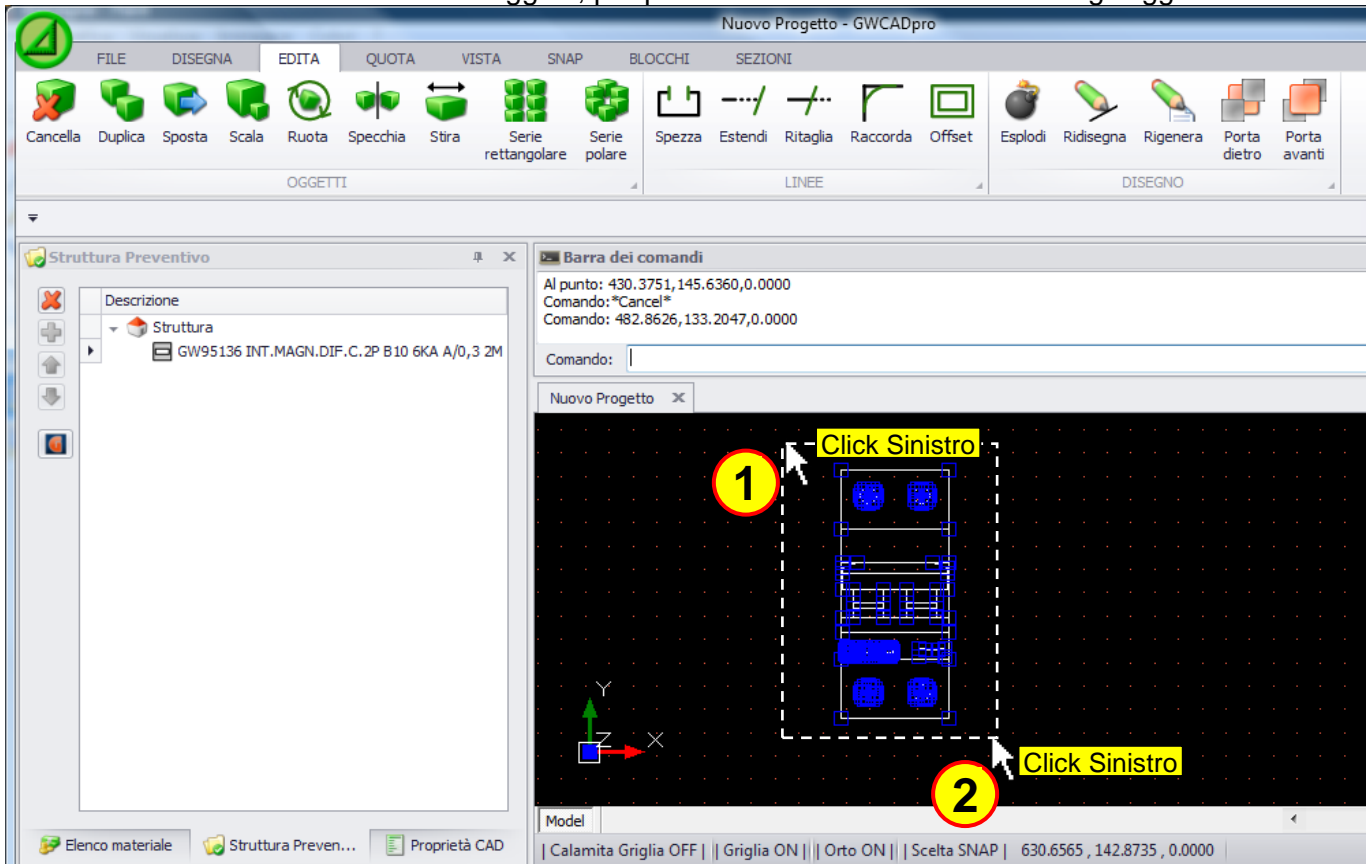 Nuovo Progetto - GWCADpro
FILE DISEGNA EDITA QUOTA VISTA SNAP BLOCCHI SEZIONI
Cancella Duplica Sposta Scala Ruota Specchia Stira Serie rettangolare Serie polare Spezza Estendi Ritaglia Raccorda Offset Esplodi Ridisegna Rigenera Porta dietro Porta avanti
OGGETTI LINEE DISEGNO
Struttura Preventivo
Descrizione
Struttura
GW95136 INT.MAGN.DIF.C.2P B10 6KA A/0,3 2M
Barra dei comandi
Al punto: 430.3751,145.6360,0.0000
Comando:*Cancel*
Comando: 482.8626,133.2047,0.0000
Comando:
Nuovo Progetto
1 Click Sinistro
Y
Z X
2 Click Sinistro
Model
Elenco materiale Struttura Preven... Proprietà CAD
| Calamita Griglia OFF | | Griglia ON | | Orto ON | | Scelta SNAP | 630.6565 , 142.8735 , 0.0000